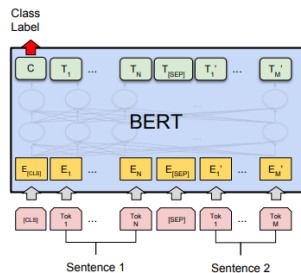 Class
Label
C T1 ... TN T[SEP] T1' ... TM'
BERT
E[CLS] E1 ... EN E[SEP] E1' ... EM'
[CLS] Tok 1 ... Tok N [SEP] Tok 1 ... Tok M
Sentence 1 Sentence 2